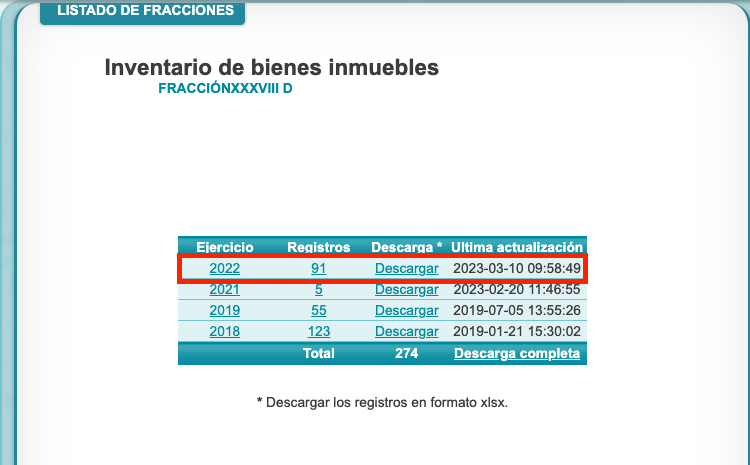 LISTADO DE FRACCIONES
Inventario de bienes inmuebles
FRACCIÓNXXXVIII D
Ejercicio Registros Descarga * Ultima actualización
2022 91 Descargar 2023-03-10 09:58:49
2021 5 Descargar 2023-02-20 11:46:55
2019 55 Descargar 2019-07-05 13:55:26
2018 123 Descargar 2019-01-21 15:30:02
Total 274 Descarga completa
* Descargar los registros en formato xlsx.